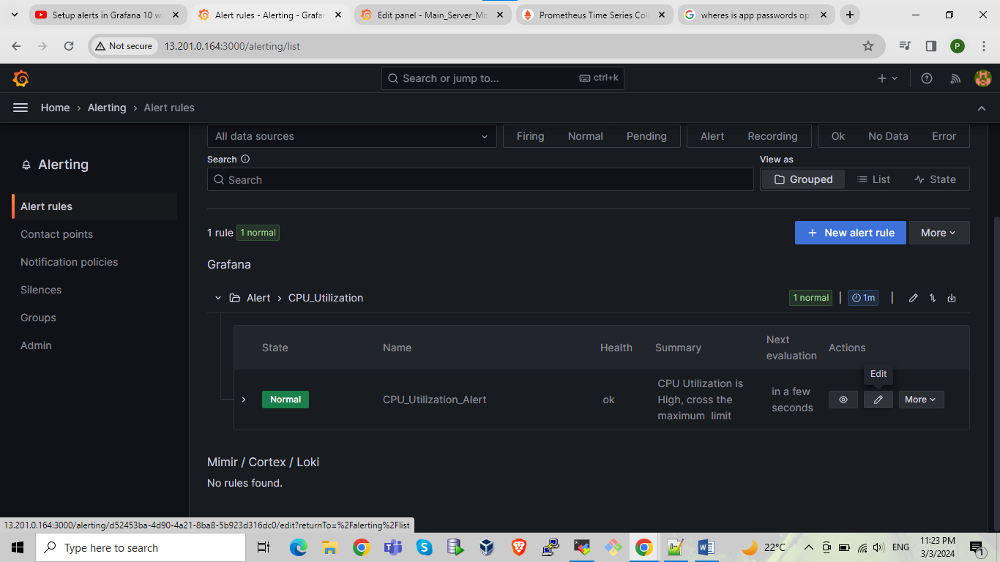 Setup alerts in Grafana 10 wi
Alert rules - Alerting - Grafar
Edit panel - Main_Server_Mc
Prometheus Time Series Coll
wheres is app passwords opt
Not secure
13.201.0.164:3000/alerting/list
P
Search or jump to...
ctrl+k
Home › Alerting › Alert rules
Alerting
Alert rules
Contact points
Notification policies
Silences
Groups
Admin
All data sources
Firing Normal Pending
Alert Recording
Ok No Data Error
Search
View as
Search
Grouped List State
1 rule 1 normal
+ New alert rule
More
Grafana
Alert › CPU_Utilization
1 normal | 1m |
State Name Health Summary Next evaluation Actions
Edit
Normal
CPU_Utilization_Alert
ok
CPU Utilization is
High, cross the
maximum limit
in a few
seconds
More
Mimir / Cortex / Loki
No rules found.
13.201.0.164:3000/alerting/d52453ba-4d90-4a21-8ba8-5b923d316dc0/edit?returnTo=%2Falerting%2Flist
Type here to search
22°C
ENG
11:23 PM
3/3/2024
1